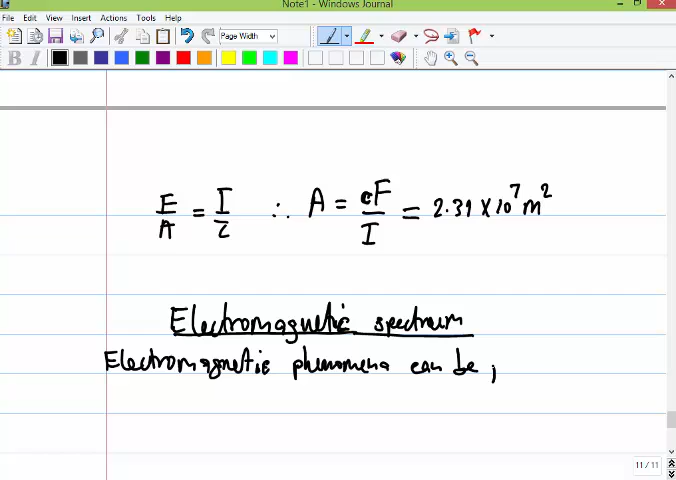 Note1 - Windows Journal
File Edit View Insert Actions Tools Help
Page Width
B I
F/A = I/c ∴ A = cF/I = 2.39 x 10^7 m^2
Electromagnetic spectrum
Electromagnetic phenomena can be,
11 / 11